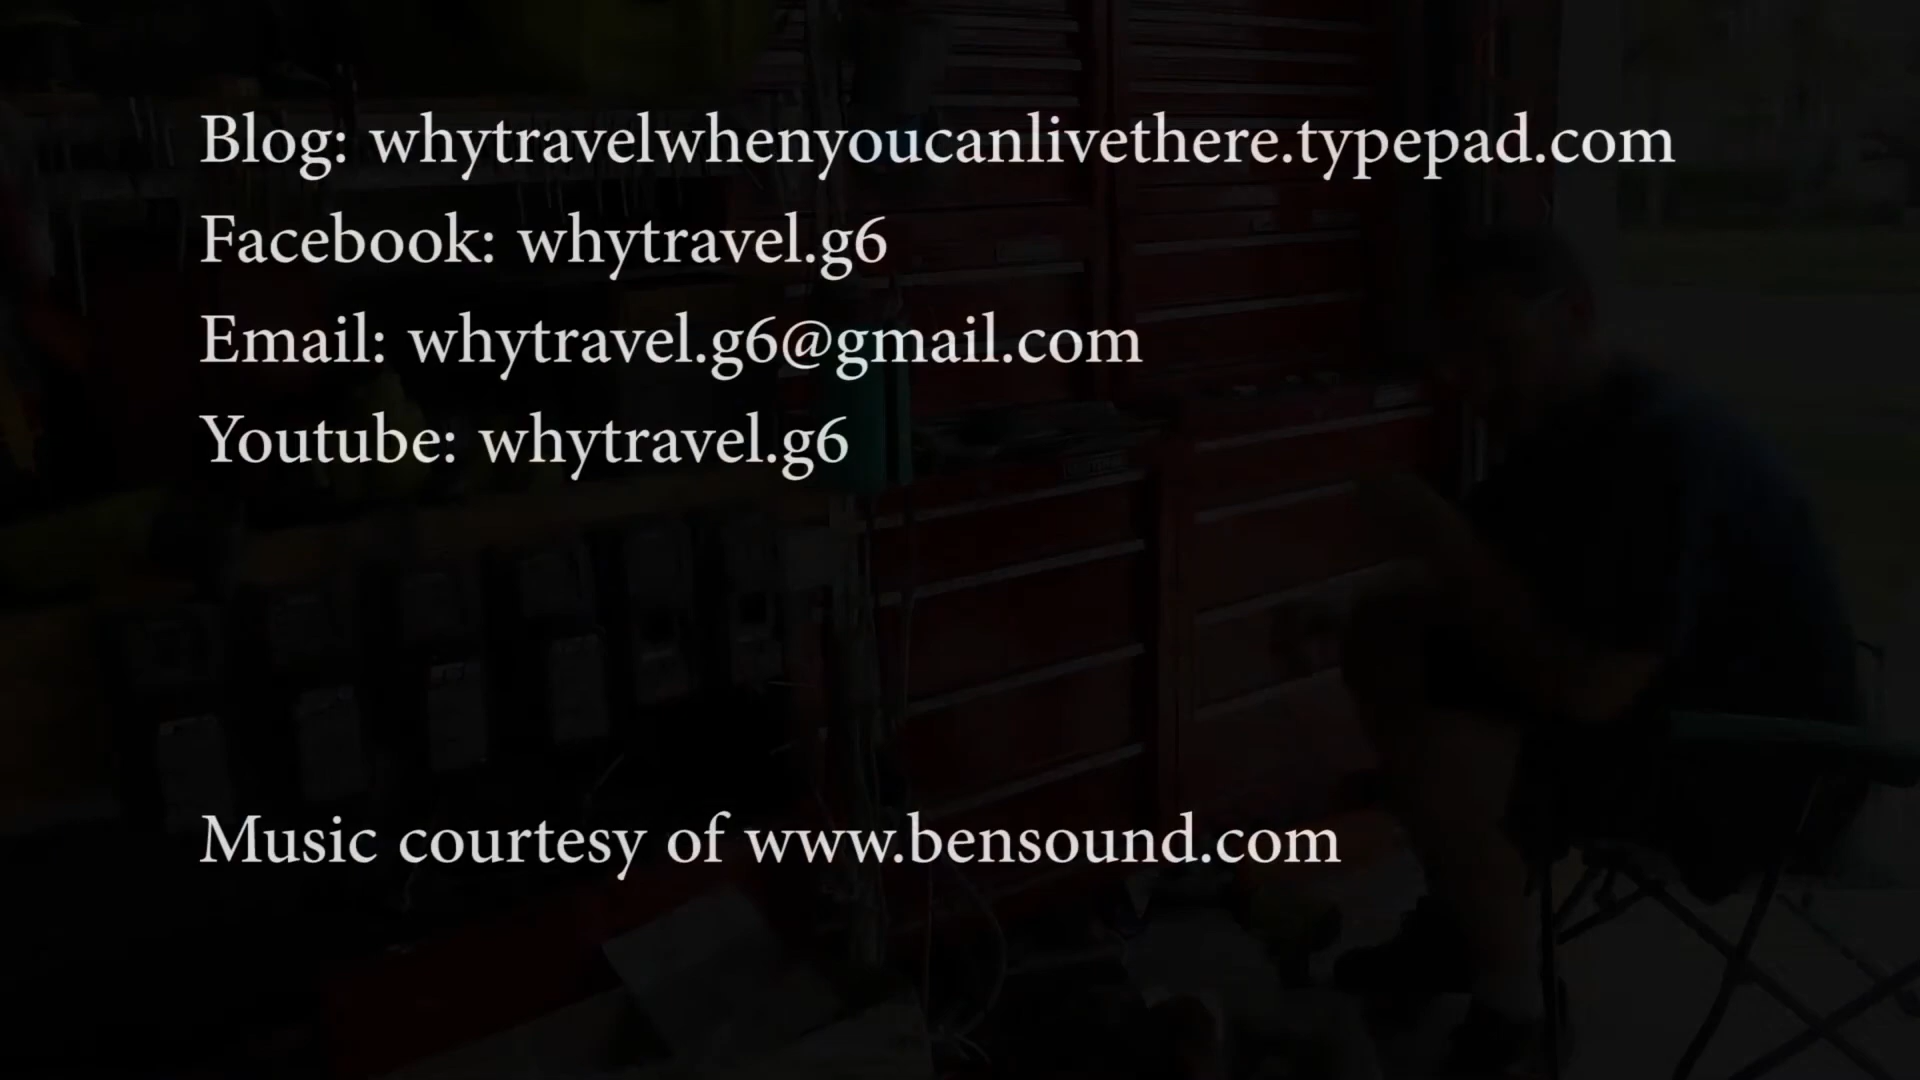 Blog: whytravelwhenyoucanlivethere.typepad.com
Facebook: whytravel.g6
Email: whytravel.g6@gmail.com
Youtube: whytravel.g6
Music courtesy of www.bensound.com